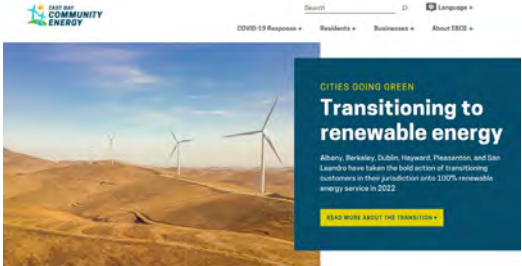 EAST BAY
COMMUNITY
ENERGY
Search
Language +
COVID-19 Response +
Residents +
Businesses +
About EBCE +
CITIES GOING GREEN
Transitioning to
renewable energy
Albany, Berkeley, Dublin, Hayward, Pleasanton, and San
Leandro have taken the bold action of transitioning
customers in their jurisdiction onto 100% renewable
energy service in 2022
READ MORE ABOUT THE TRANSITION